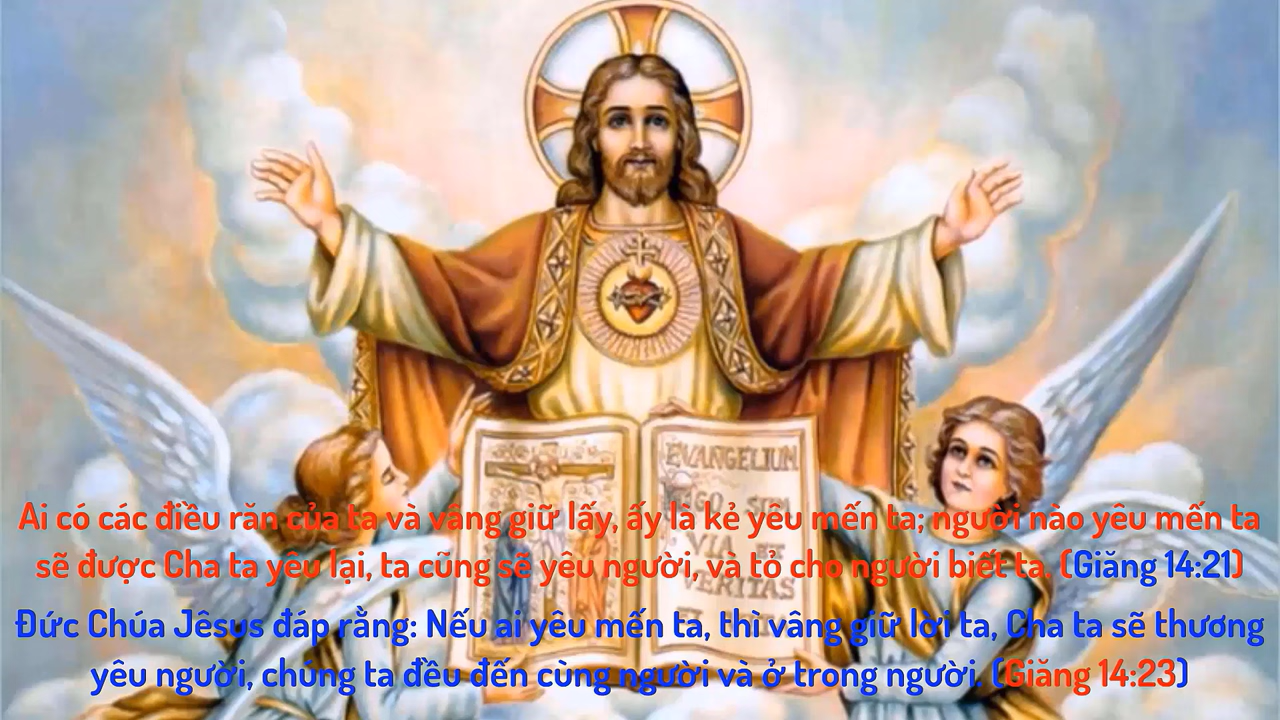 EVANGELIUM
EGO SUM
VIA ET
VERITAS
Ai có các điều răn của ta và vâng giữ lấy, ấy là kẻ yêu mến ta; người nào yêu mến ta
sẽ được Cha ta yêu lại, ta cũng sẽ yêu người, và tỏ cho người biết ta. (Giăng 14:21)
Đức Chúa Jêsus đáp rằng: Nếu ai yêu mến ta, thì vâng giữ lời ta, Cha ta sẽ thương
yêu người, chúng ta đều đến cùng người và ở trong người. (Giăng 14:23)